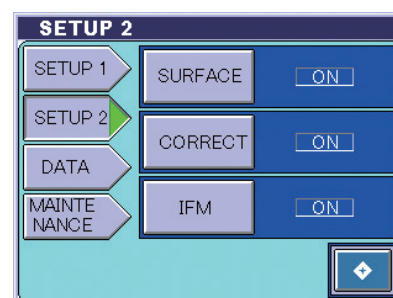 SETUP 2
SETUP 1
SETUP 2
DATA
MAINTE
NANCE
SURFACE ON
CORRECT ON
IFM ON